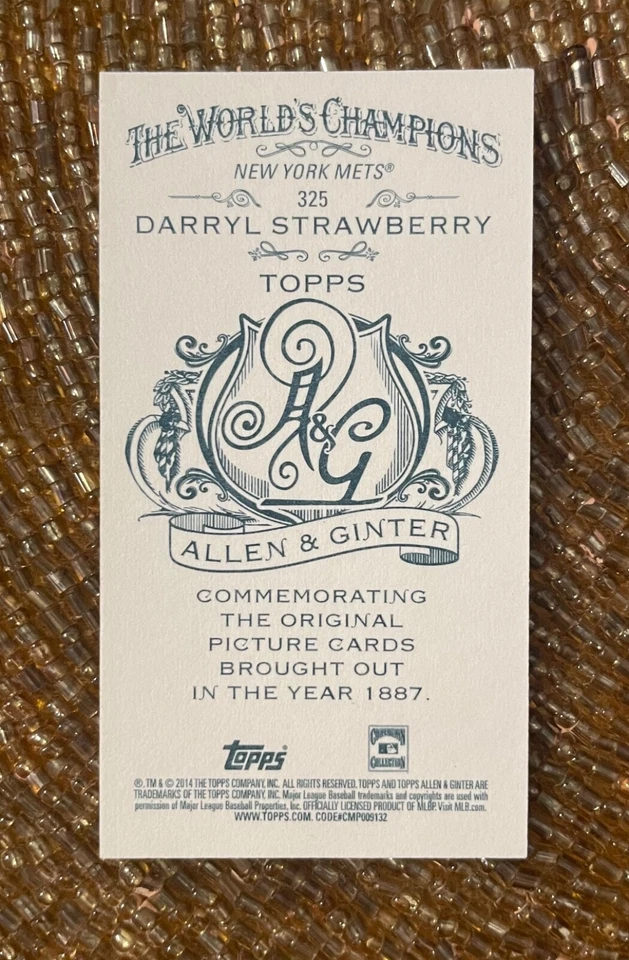 THE WORLD'S CHAMPIONS
NEW YORK METS®
325
DARRYL STRAWBERRY
TOPPS
A&G
ALLEN & GINTER
COMMEMORATING
THE ORIGINAL
PICTURE CARDS
BROUGHT OUT
IN THE YEAR 1887.
Topps®
COOPERSTOWN
COLLECTION
®, TM & © 2014 THE TOPPS COMPANY, INC. ALL RIGHTS RESERVED. TOPPS AND TOPPS ALLEN & GINTER ARE
TRADEMARKS OF THE TOPPS COMPANY, INC. Major League Baseball trademarks and copyrights are used with
permission of Major League Baseball Properties, Inc. OFFICIALLY LICENSED PRODUCT OF MLBP. Visit MLB.com.
WWW.TOPPS.COM. CODE#CMP009132